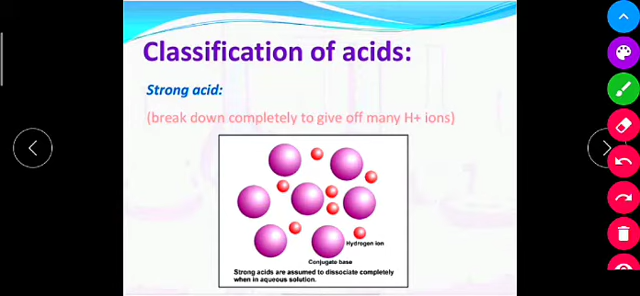 Classification of acids:
Strong acid:
(break down completely to give off many H+ ions)
Hydrogen ion
Conjugate base
Strong acids are assumed to dissociate completely
when in aqueous solution.